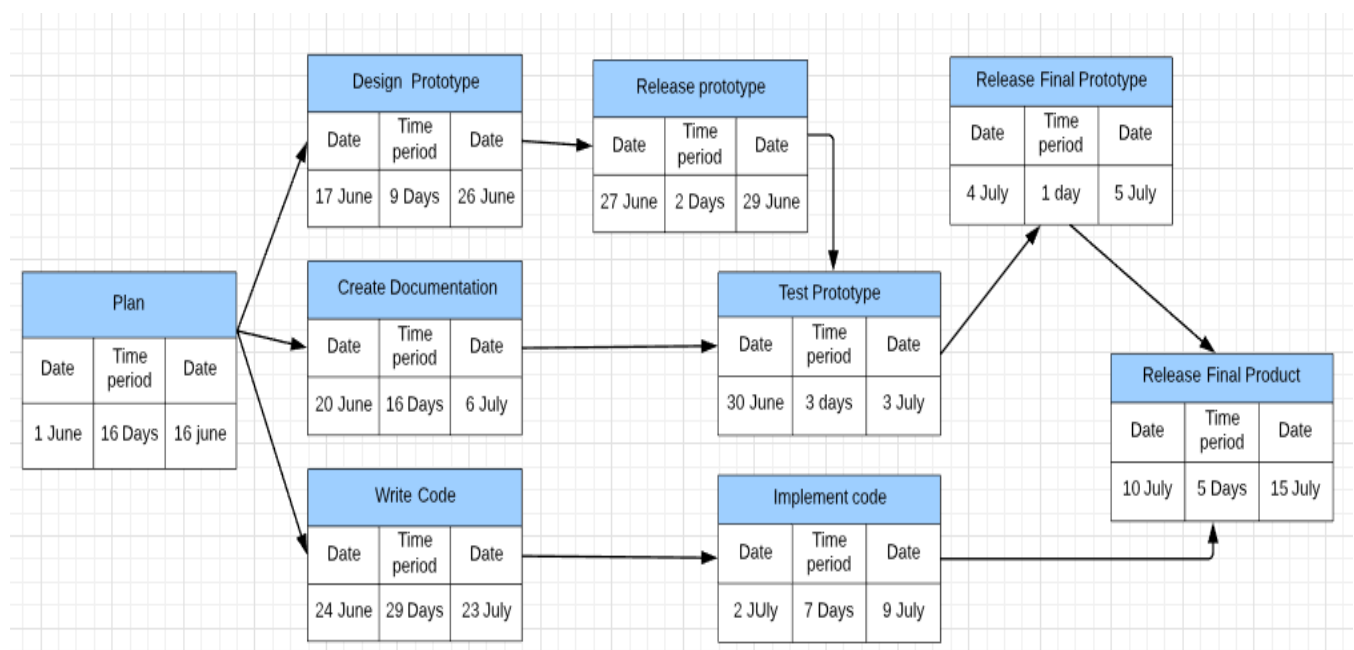 Design Prototype
Date Time period Date
17 June 9 Days 26 June
Release prototype
Date Time period Date
27 June 2 Days 29 June
Release Final Prototype
Date Time period Date
4 July 1 day 5 July
Plan
Date Time period Date
1 June 16 Days 16 june
Create Documentation
Date Time period Date
20 June 16 Days 6 July
Test Prototype
Date Time period Date
30 June 3 days 3 July
Release Final Product
Date Time period Date
10 July 5 Days 15 July
Write Code
Date Time period Date
24 June 29 Days 23 July
Implement code
Date Time period Date
2 JUly 7 Days 9 July